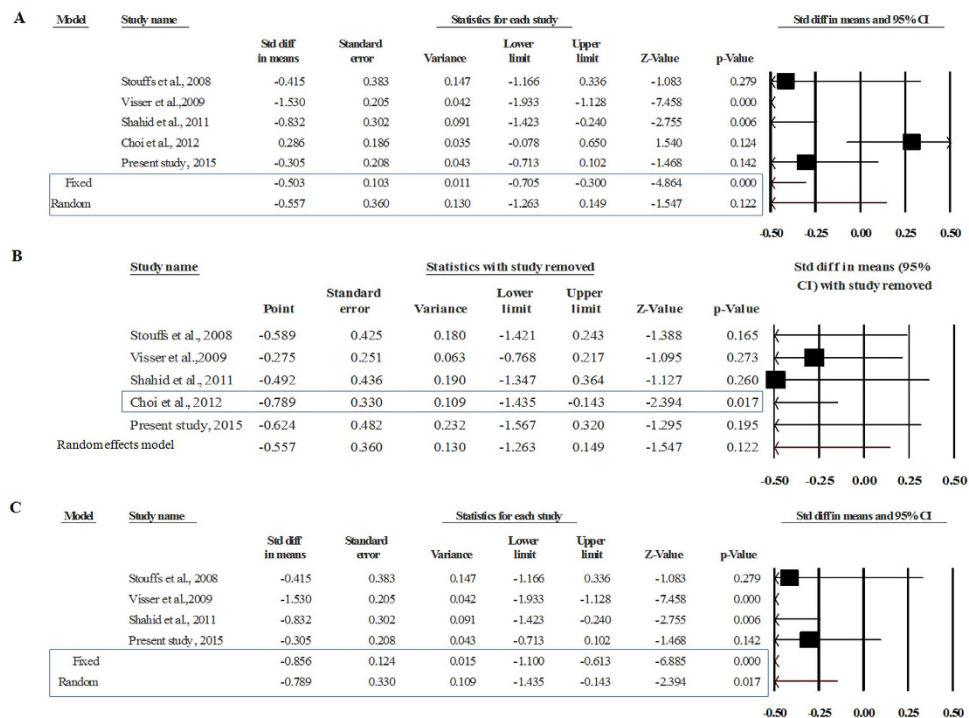 A
Model Study name Statistics for each study Std diff in means and 95% CI
Std diff in means Standard error Variance Lower limit Upper limit Z-Value p-Value
Stouffs et al., 2008 -0.415 0.383 0.147 -1.166 0.336 -1.083 0.279
Visser et al.,2009 -1.530 0.205 0.042 -1.933 -1.128 -7.458 0.000
Shahid et al., 2011 -0.832 0.302 0.091 -1.423 -0.240 -2.755 0.006
Choi et al., 2012 0.286 0.186 0.035 -0.078 0.650 1.540 0.124
Present study, 2015 -0.305 0.208 0.043 -0.713 0.102 -1.468 0.142
Fixed -0.503 0.103 0.011 -0.705 -0.300 -4.864 0.000
Random -0.557 0.360 0.130 -1.263 0.149 -1.547 0.122
-0.50 -0.25 0.00 0.25 0.50
B
Study name Statistics with study removed Std diff in means (95% CI) with study removed
Point Standard error Variance Lower limit Upper limit Z-Value p-Value
Stouffs et al., 2008 -0.589 0.425 0.180 -1.421 0.243 -1.388 0.165
Visser et al.,2009 -0.275 0.251 0.063 -0.768 0.217 -1.095 0.273
Shahid et al., 2011 -0.492 0.436 0.190 -1.347 0.364 -1.127 0.260
Choi et al., 2012 -0.789 0.330 0.109 -1.435 -0.143 -2.394 0.017
Present study, 2015 -0.624 0.482 0.232 -1.567 0.320 -1.295 0.195
Random effects model -0.557 0.360 0.130 -1.263 0.149 -1.547 0.122
-0.50 -0.25 0.00 0.25 0.50
C
Model Study name Statistics for each study Std diff in means and 95% CI
Std diff in means Standard error Variance Lower limit Upper limit Z-Value p-Value
Stouffs et al., 2008 -0.415 0.383 0.147 -1.166 0.336 -1.083 0.279
Visser et al.,2009 -1.530 0.205 0.042 -1.933 -1.128 -7.458 0.000
Shahid et al., 2011 -0.832 0.302 0.091 -1.423 -0.240 -2.755 0.006
Present study, 2015 -0.305 0.208 0.043 -0.713 0.102 -1.468 0.142
Fixed -0.856 0.124 0.015 -1.100 -0.613 -6.885 0.000
Random -0.789 0.330 0.109 -1.435 -0.143 -2.394 0.017
-0.50 -0.25 0.00 0.25 0.50